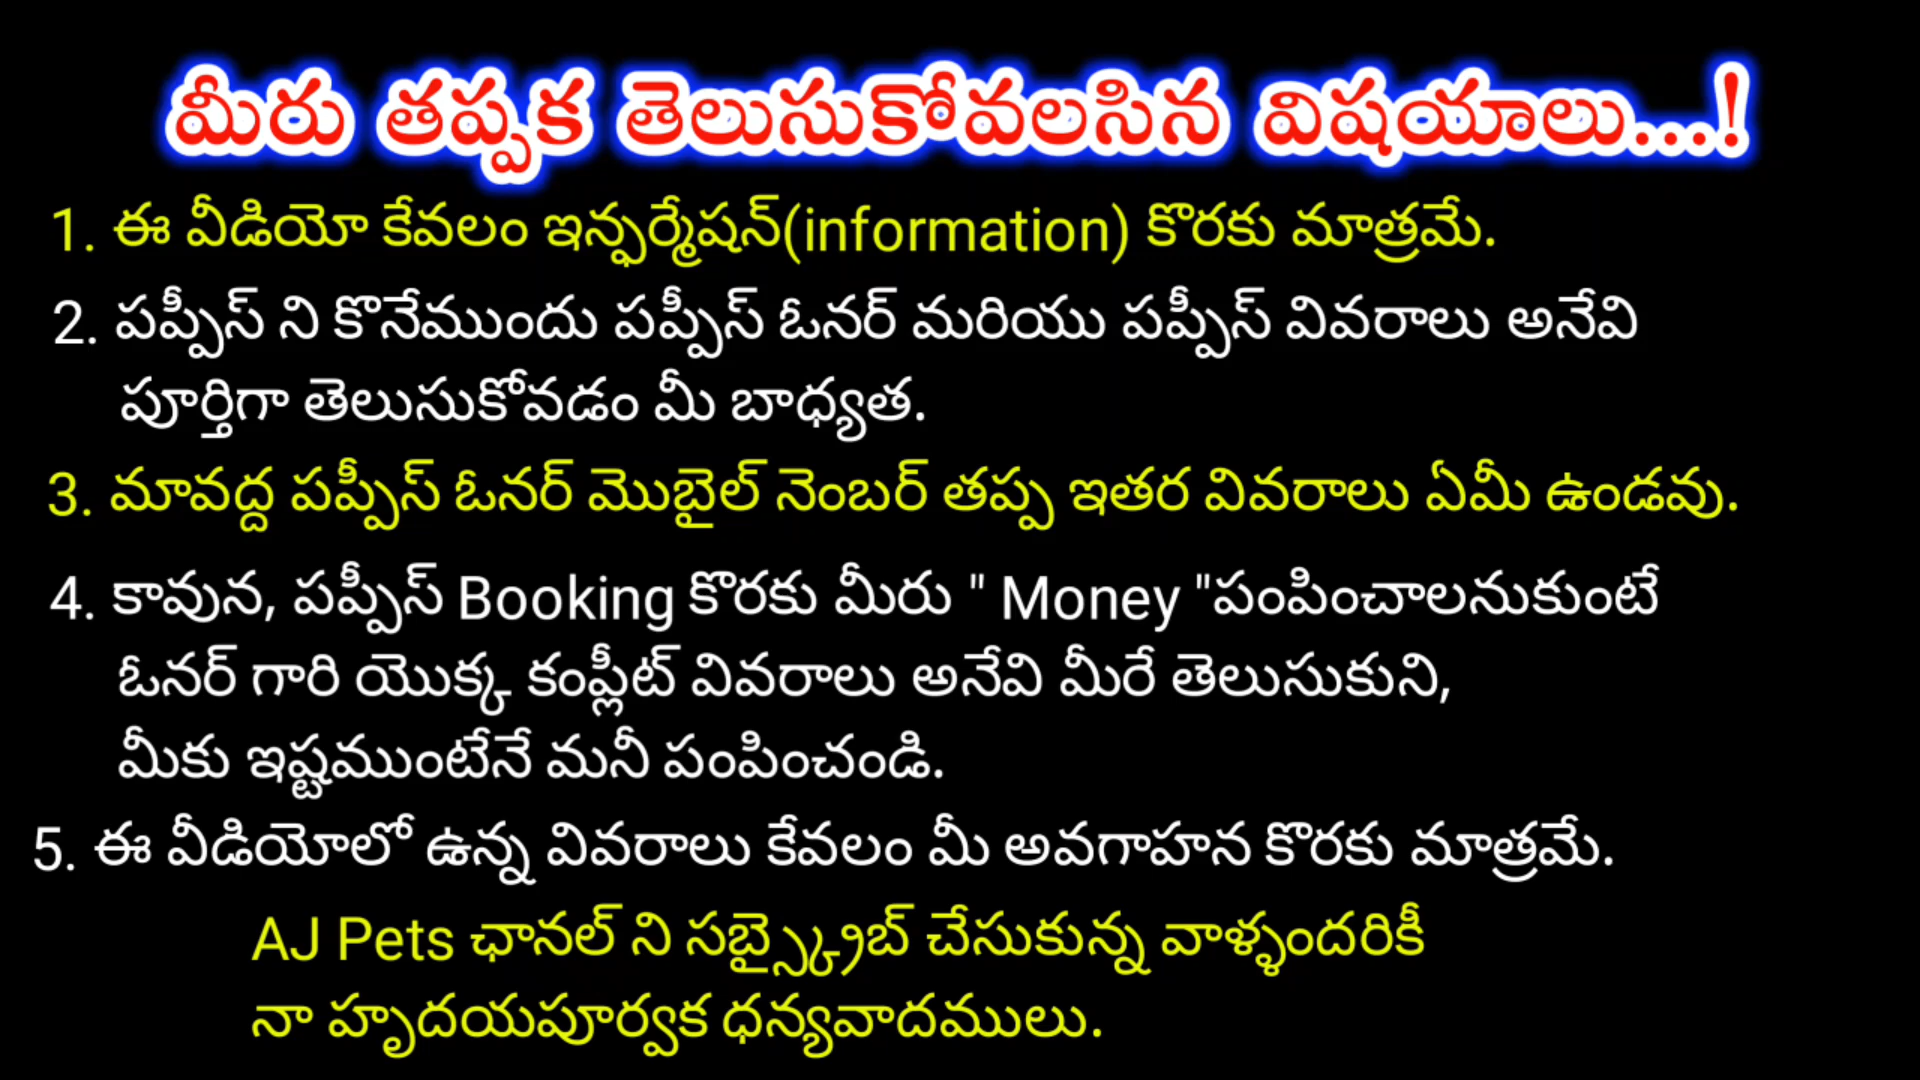 మీరు తప్పక తెలుసుకోవలసిన విషయాలు...!
1. ఈ వీడియో కేవలం ఇన్ఫర్మేషన్(information) కొరకు మాత్రమే.
2. పప్పీస్ ని కొనేముందు పప్పీస్ ఓనర్ మరియు పప్పీస్ వివరాలు అనేవి
పూర్తిగా తెలుసుకోవడం మీ బాధ్యత.
3. మావద్ద పప్పీస్ ఓనర్ మొబైల్ నెంబర్ తప్ప ఇతర వివరాలు ఏమీ ఉండవు.
4. కావున, పప్పీస్ Booking కొరకు మీరు " Money "పంపించాలనుకుంటే
ఓనర్ గారి యొక్క కంప్లీట్ వివరాలు అనేవి మీరే తెలుసుకుని,
మీకు ఇష్టముంటేనే మనీ పంపించండి.
5. ఈ వీడియోలో ఉన్న వివరాలు కేవలం మీ అవగాహన కొరకు మాత్రమే.
AJ Pets ఛానల్ ని సబ్స్క్రైబ్ చేసుకున్న వాళ్ళందరికీ
నా హృదయపూర్వక ధన్యవాదములు.